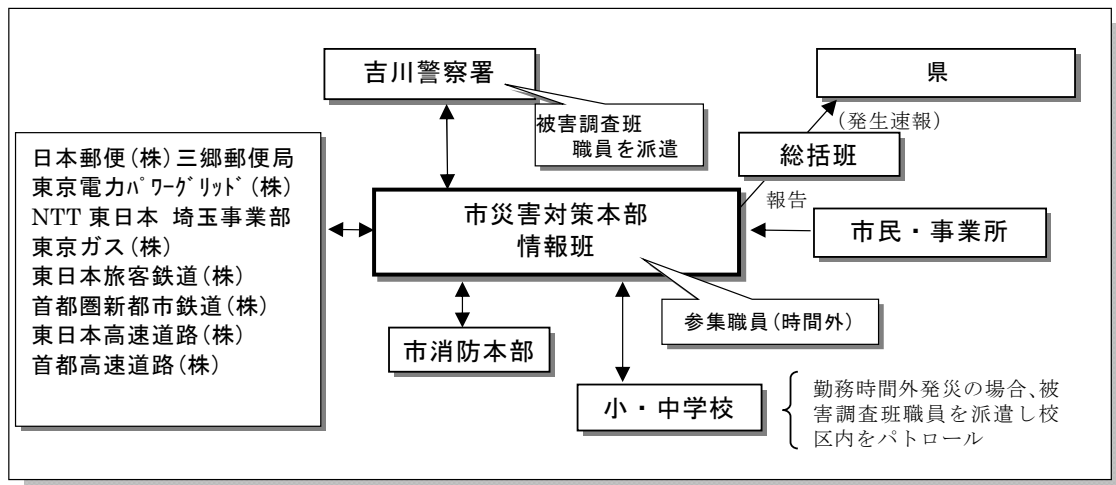 吉川警察署
県
(発生速報)
被害調査班
職員を派遣
総括班
日本郵便(株)三郷郵便局
東京電力ﾊﾟﾜｰｸﾞﾘｯﾄﾞ(株)
NTT 東日本 埼玉事業部
東京ガス(株)
東日本旅客鉄道(株)
首都圏新都市鉄道(株)
東日本高速道路(株)
首都高速道路(株)
市災害対策本部
情報班
報告
市民・事業所
参集職員(時間外)
市消防本部
小・中学校
勤務時間外発災の場合、被
害調査班職員を派遣し校
区内をパトロール